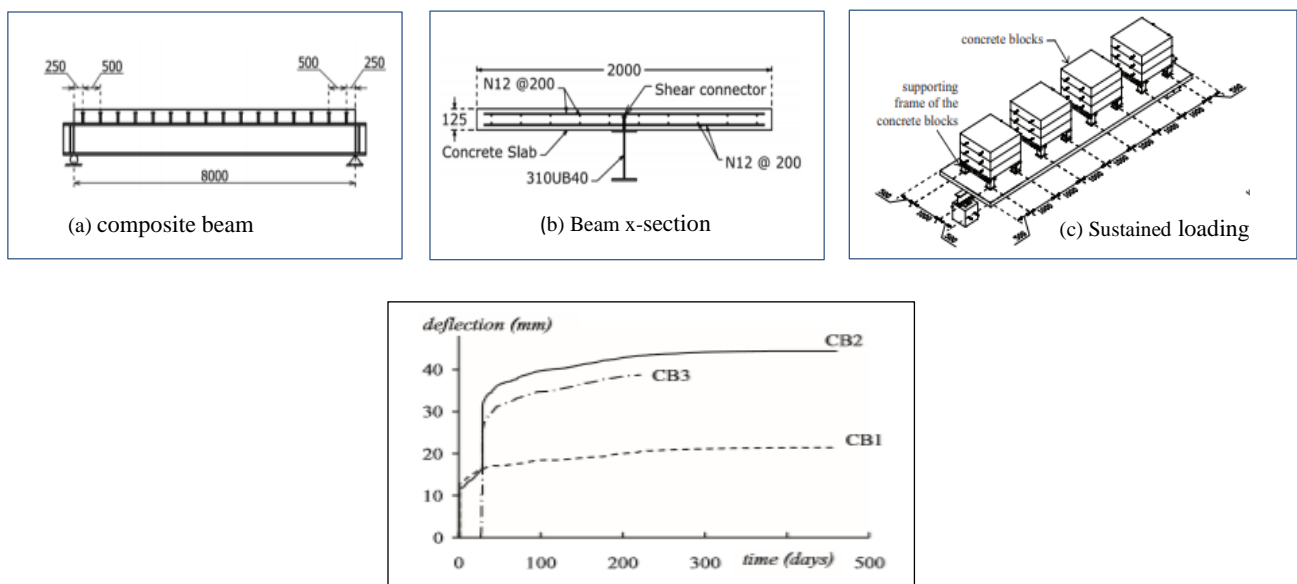 250
500
500
250
8000
(a) composite beam
2000
N12 @200
Shear connector
125
Concrete Slab
310UB40
N12 @ 200
(b) Beam x-section
concrete blocks
supporting
frame of the
concrete blocks
(c) Sustained loading
deflection (mm)
CB2
CB3
CB1
40
30
20
10
0
0
100
200
300
time (days)
500